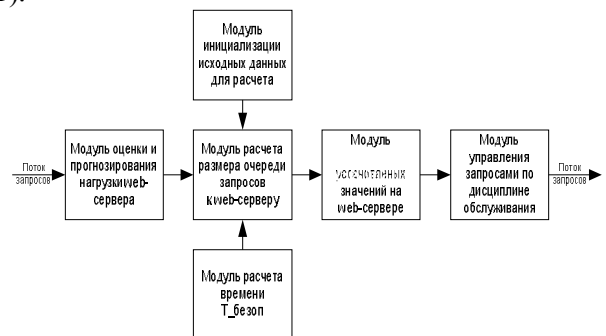 ).
Модуль
инициализации
исходных данных
для расчета
Поток
запросов
Модуль оценки и
прогнозирования
нагрузкиweb-
сервера
Модуль расчета
размера очереди
запросов
кweb-серверу
Модуль
значений на
web-сервере
Модуль
управления
запросами по
дисциплине
обслуживания
Поток
запросов
Модуль расчета
времени
Т_безоп